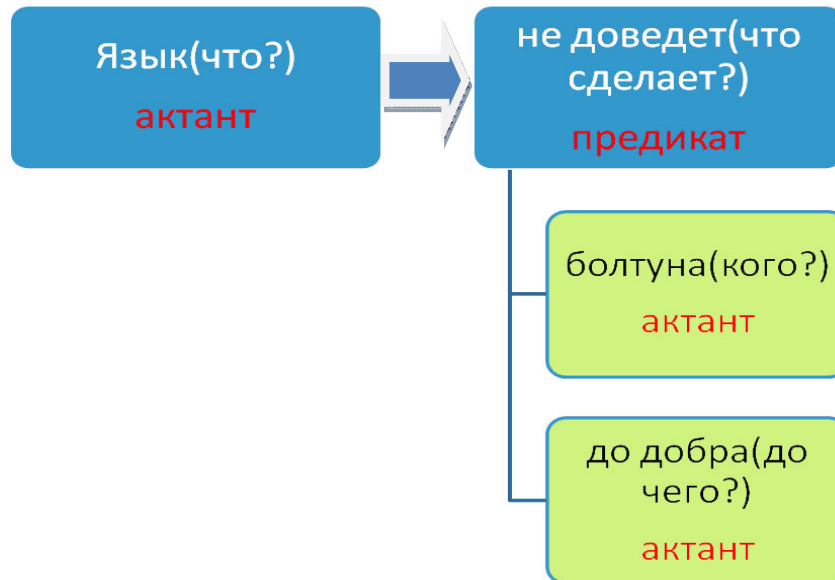 Язык(что?)
актант
не доведет(что
сделает?)
предикат
болтуна(кого?)
актант
до добра(до
чего?)
актант